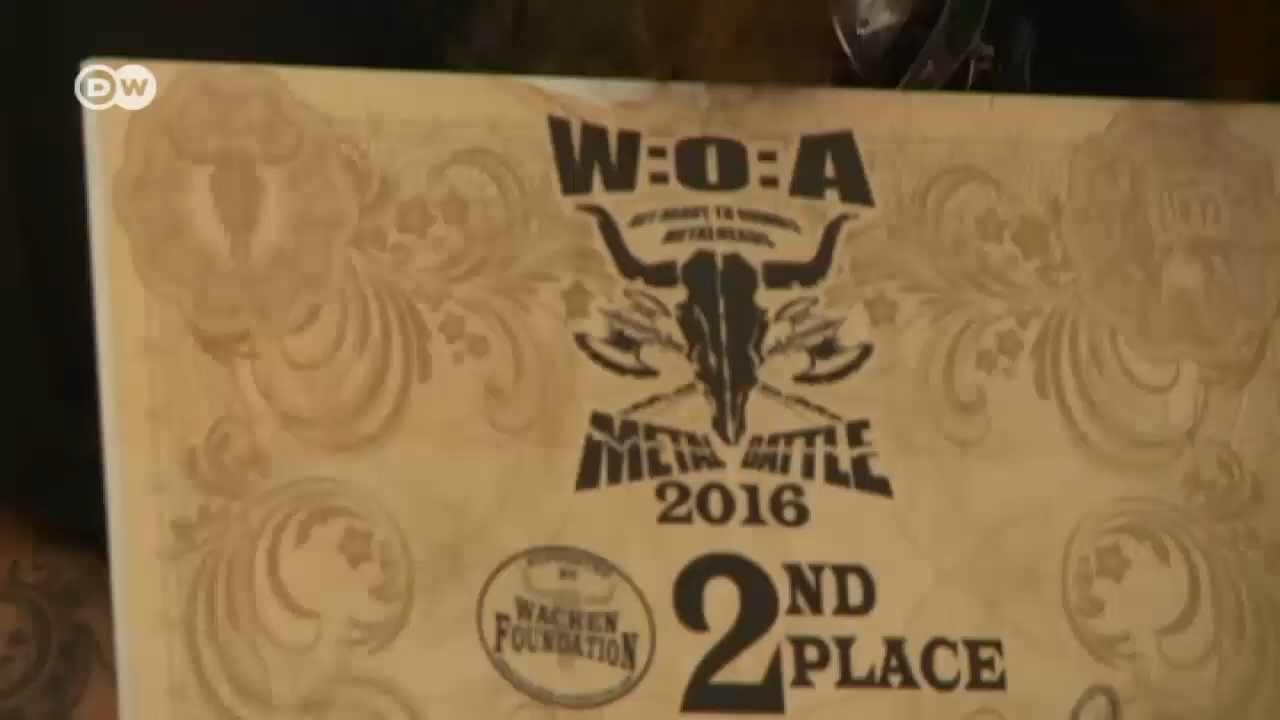 DW
W:O:A
METAL BATTLE
2016
WACKEN
FOUNDATION
2ND
PLACE